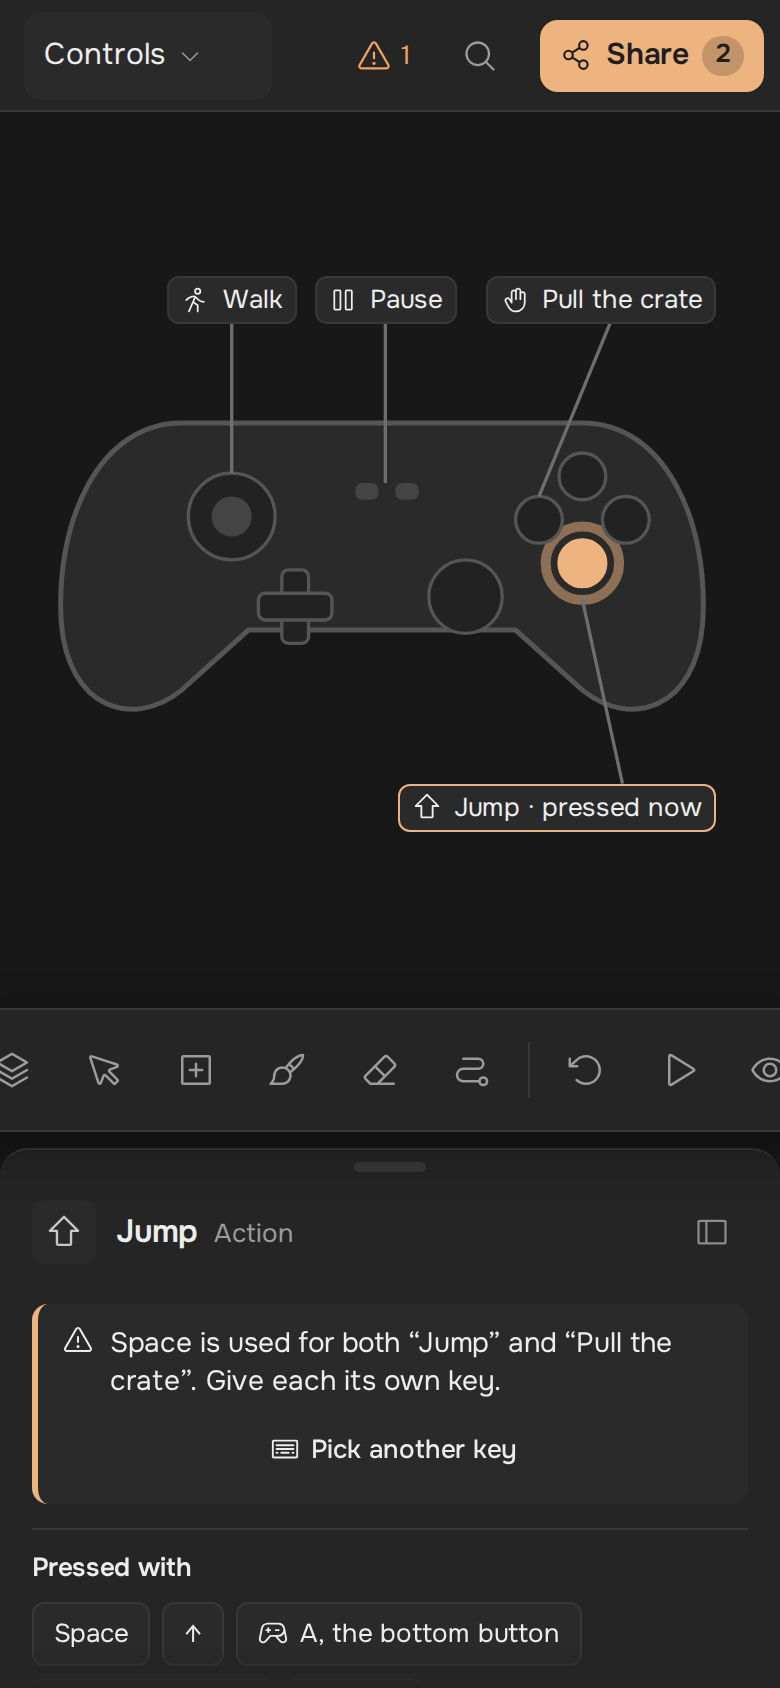 Controls
1
Share 2
Walk
Pause
Pull the crate
Jump · pressed now
Jump Action
Space is used for both “Jump” and “Pull the
crate”. Give each its own key.
Pick another key
Pressed with
Space
A, the bottom button